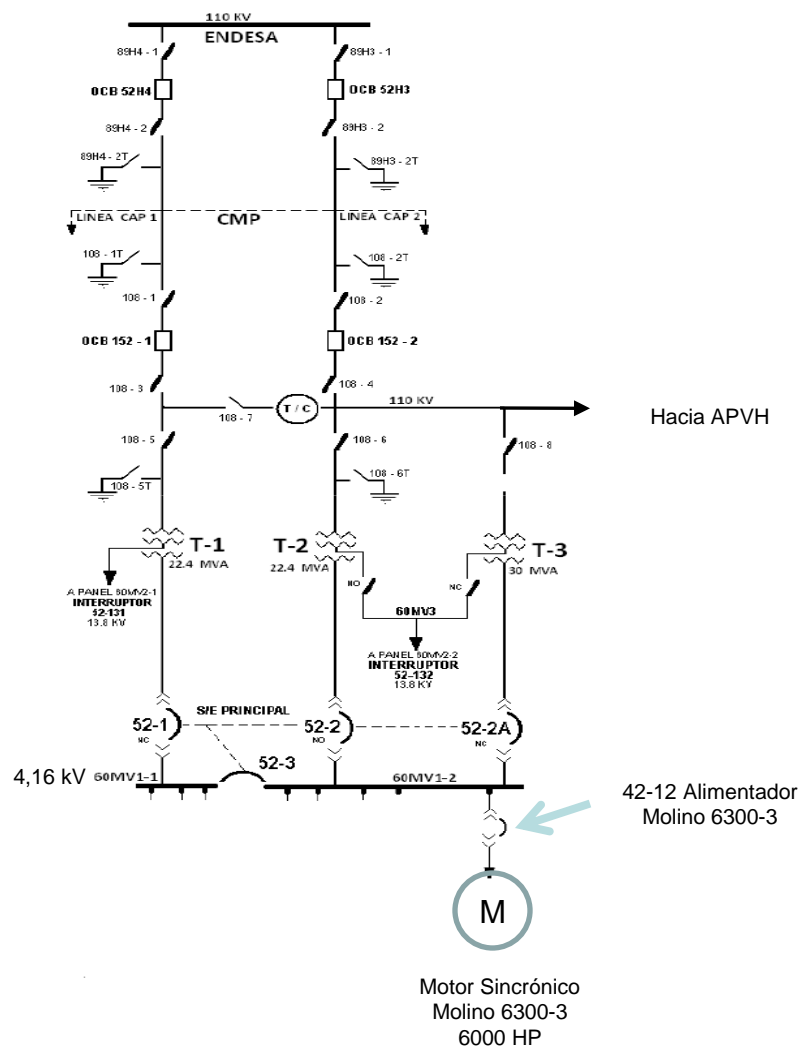 110 KV
ENDESA
89H4 - 1
89H3 - 1
OCB 52H4
OCB 52H3
89H4 - 2
89H3 - 2
89H4 - 2T
89H3 - 2T
LINEA CAP 1
CMP
LINEA CAP 2
108 - 1T
108 - 2T
108 - 1
108 - 2
OCB 152 - 1
OCB 152 - 2
108 - 3
108 - 4
T / C
110 KV
108 - 7
Hacia APVH
108 - 5
108 - 6
108 - 8
108 - 5T
108 - 6T
T-1
22.4 MVA
T-2
22.4 MVA
T-3
30 MVA
NO
NC
A PANEL 60MV2-1
INTERRUPTOR
52-131
13.8 KV
60MV3
A PANEL 60MV2-2
INTERRUPTOR
52-132
13.8 KV
S/E PRINCIPAL
52-1
NC
52-2
NO
52-2A
NC
52-3
4,16 kV
60MV1-1
60MV1-2
42-12 Alimentador
Molino 6300-3
M
Motor Sincrónico
Molino 6300-3
6000 HP